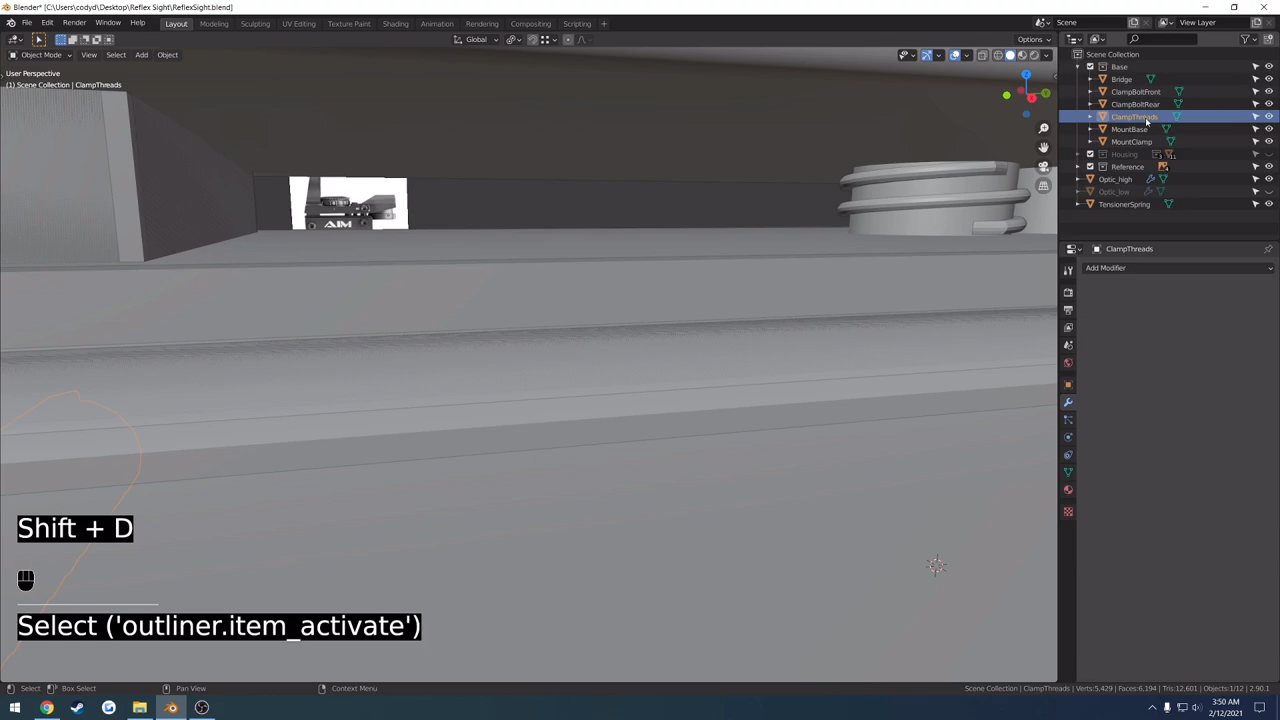 Blender* [C:\Users\codyd\Desktop\Reflex Sight\ReflexSight.blend]
File Edit Render Window Help Layout Modeling Sculpting UV Editing Texture Paint Shading Animation Rendering Compositing Scripting + Scene View Layer
Global Options
Object Mode View Select Add Object
User Perspective
(1) Scene Collection | ClampThreads
Scene Collection
Base
Bridge
ClampBoltFront
ClampBoltRear
ClampThreads
MountBase
MountClamp
Housing 3 11
Reference 4
Optic_high
Optic_low
TensionerSpring
ClampThreads
Add Modifier
AIM
Shift + D
Select ('outliner.item_activate')
Select Box Select Pan View Context Menu Scene Collection | ClampThreads | Verts:5,429 | Faces:6,194 | Tris:12,601 | Objects:1/12 | 2.90.1
3:50 AM
2/12/2021